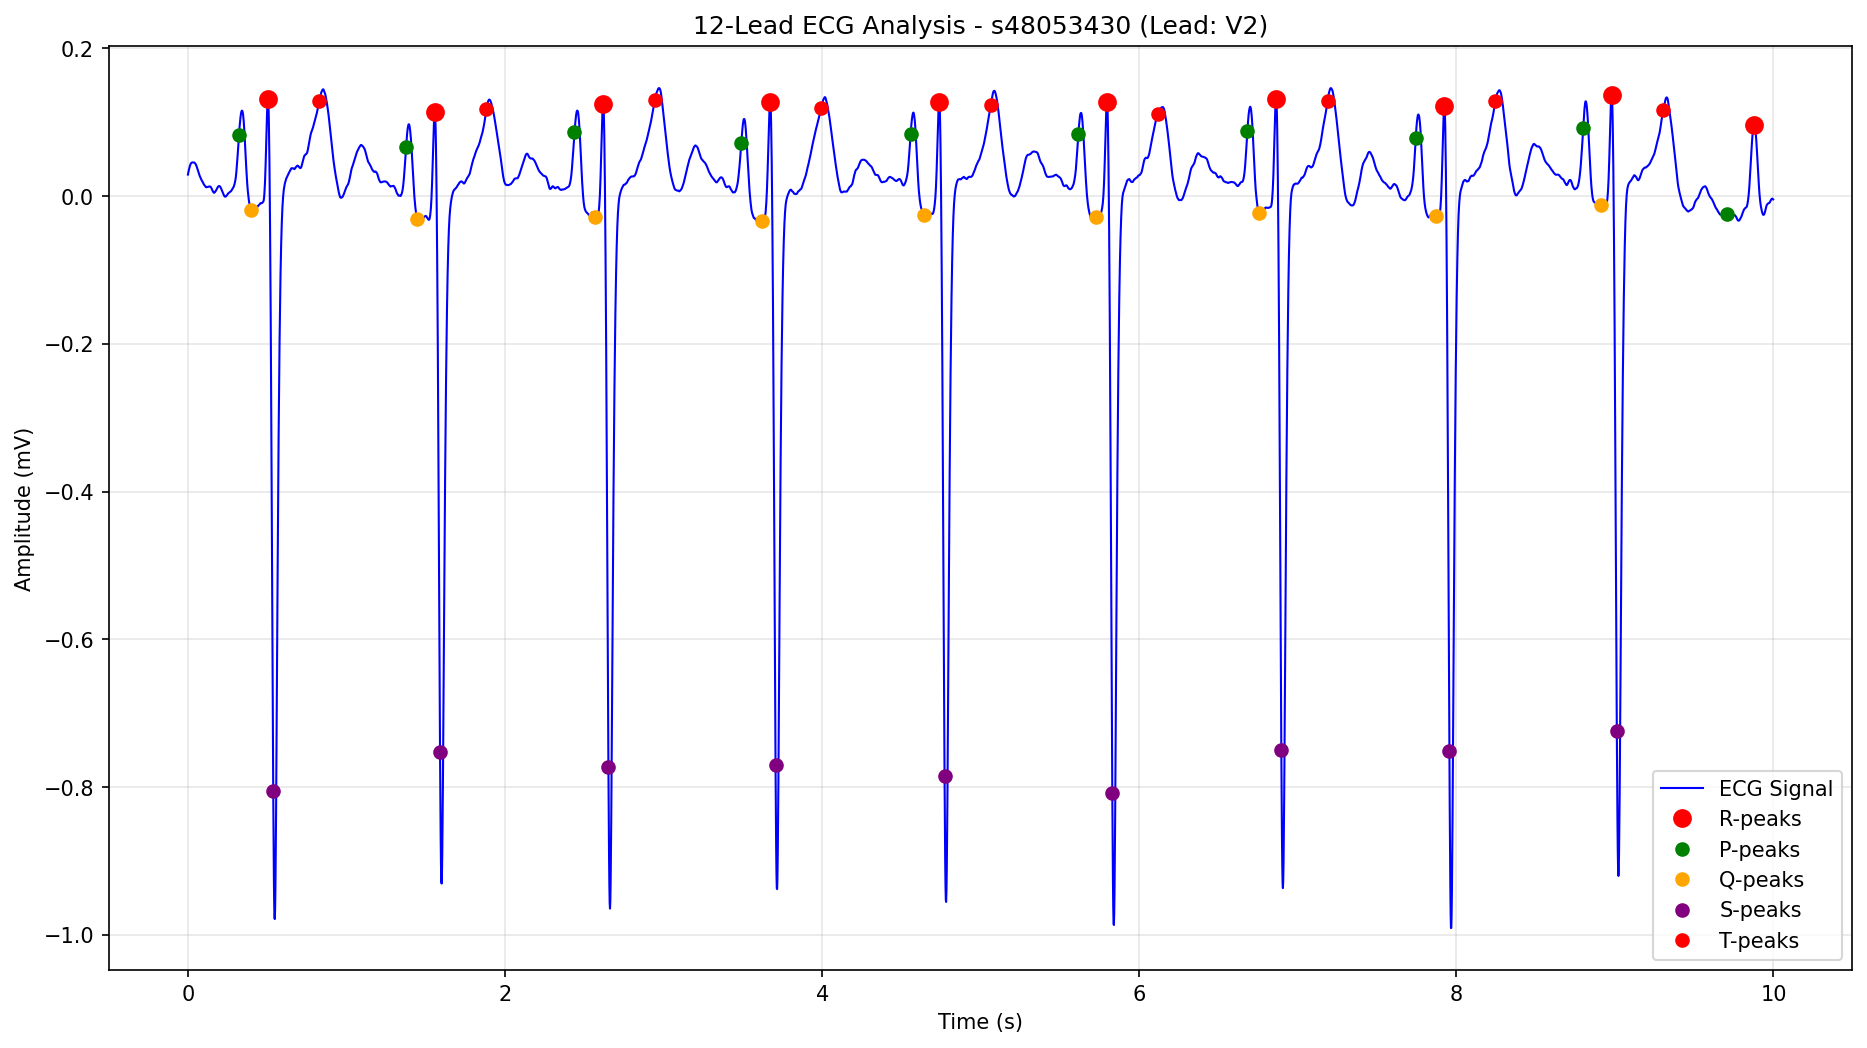 12-Lead ECG Analysis - s48053430 (Lead: V2)
0.2
0.0
−0.2
−0.4
−0.6
−0.8
−1.0
Amplitude (mV)
0 2 4 6 8 10
Time (s)
ECG Signal
R-peaks
P-peaks
Q-peaks
S-peaks
T-peaks